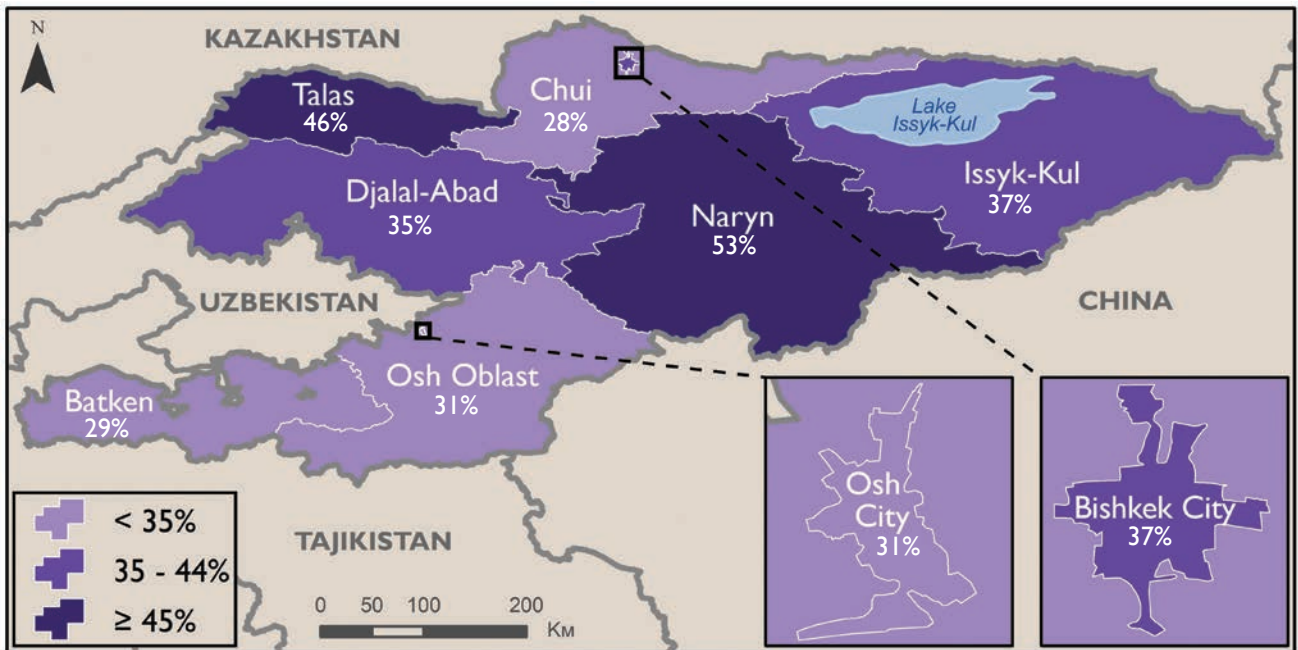 N
KAZAKHSTAN
Talas
46%
Chui
28%
Lake
Issyk-Kul
Issyk-Kul
37%
Djalal-Abad
35%
Naryn
53%
UZBEKISTAN
CHINA
Osh Oblast
31%
Batken
29%
Osh
City
31%
Bishkek City
37%
TAJIKISTAN
< 35%
35 - 44%
≥ 45%
0 50 100 200
KM